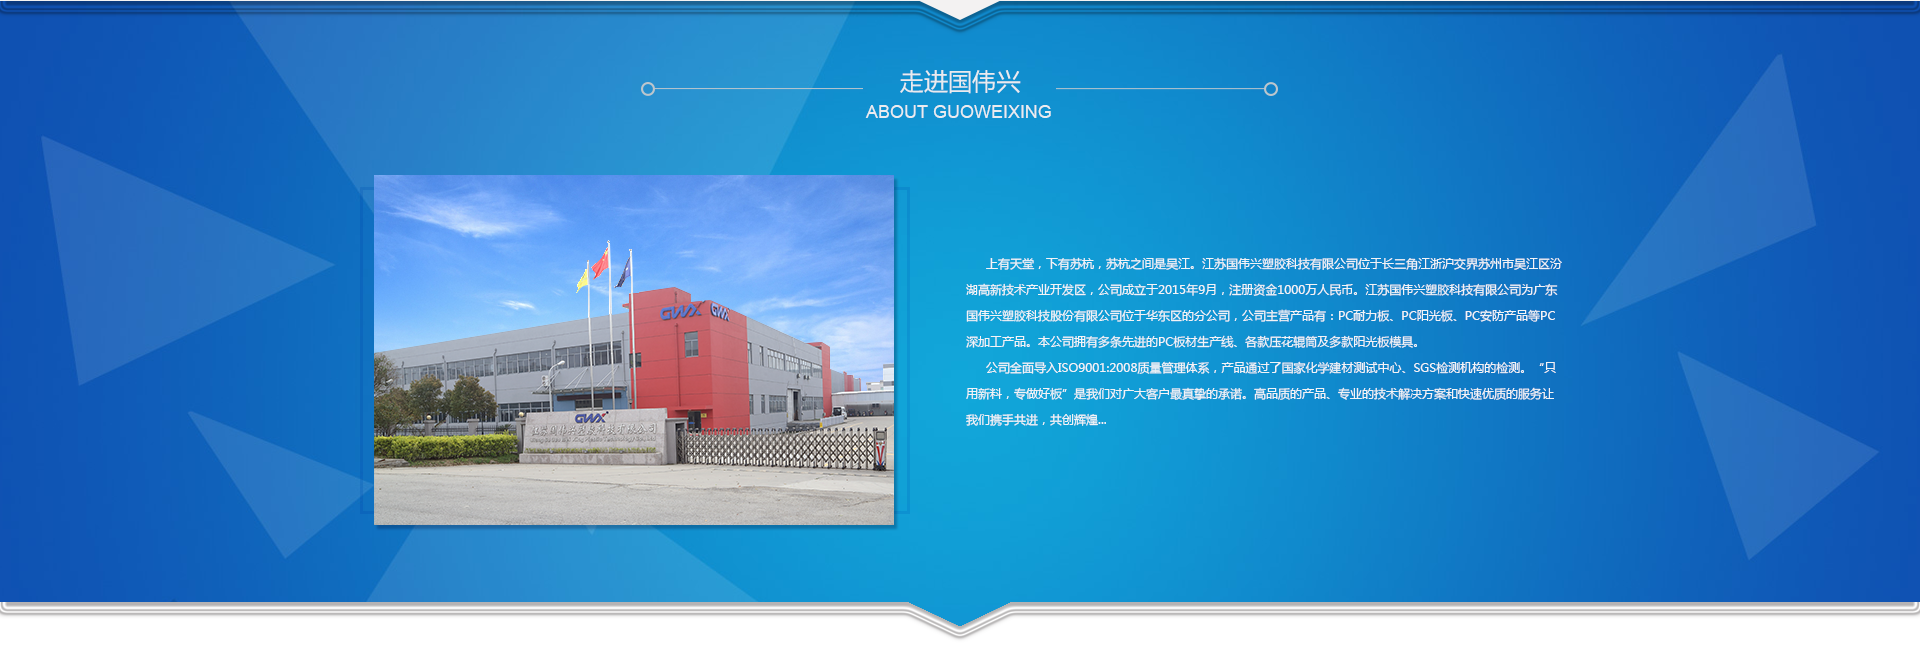 走进国伟兴
ABOUT GUOWEIXING
GWX GWX
GWX
上有天堂，下有苏杭，苏杭之间是吴江。江苏国伟兴塑胶科技有限公司位于长三角江浙沪交界苏州市吴江区汾
湖高新技术产业开发区，公司成立于2015年9月，注册资金1000万人民币。江苏国伟兴塑胶科技有限公司为广东
国伟兴塑胶科技股份有限公司位于华东区的分公司，公司主营产品有：PC耐力板、PC阳光板、PC安防产品等PC
深加工产品。本公司拥有多条先进的PC板材生产线、各款压花辊筒及多款阳光板模具。
公司全面导入ISO9001:2008质量管理体系，产品通过了国家化学建材测试中心、SGS检测机构的检测。“只
用新料，专做好板”是我们对广大客户最真挚的承诺。高品质的产品、专业的技术解决方案和快速优质的服务让
我们携手共进，共创辉煌...